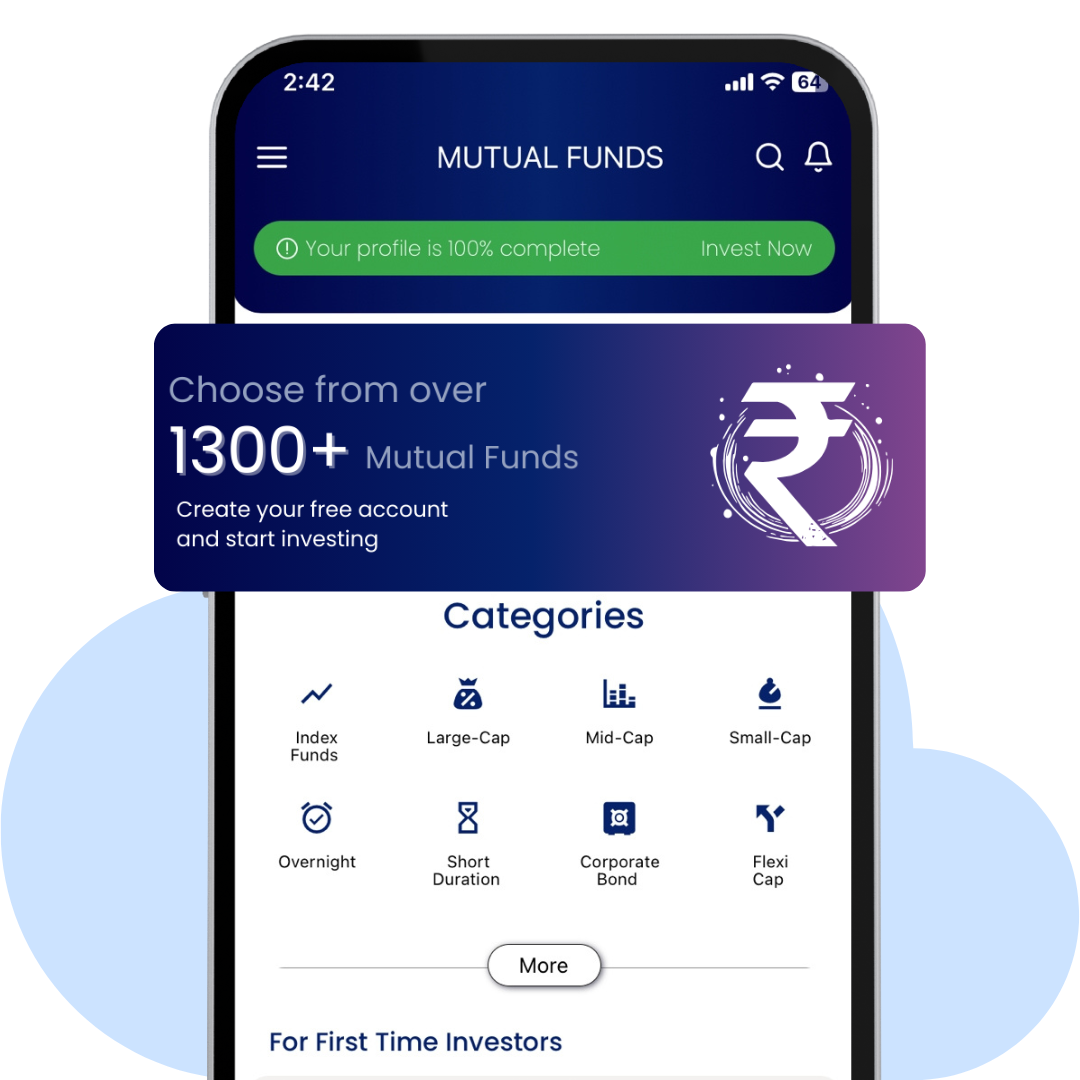 2:42
64
MUTUAL FUNDS
Your profile is 100% complete Invest Now
Choose from over
1300+ Mutual Funds
Create your free account
and start investing
₹
Categories
Index
Funds
Large-Cap
Mid-Cap
Small-Cap
Overnight
Short
Duration
Corporate
Bond
Flexi
Cap
More
For First Time Investors